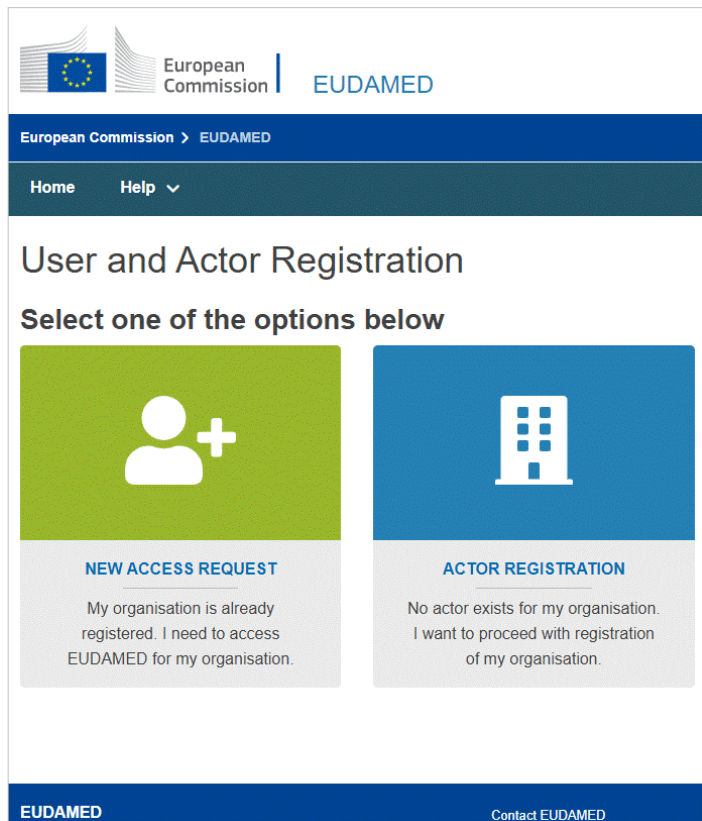 European
Commission
EUDAMED
European Commission > EUDAMED
Home Help
User and Actor Registration
Select one of the options below
NEW ACCESS REQUEST
My organisation is already
registered. I need to access
EUDAMED for my organisation.
ACTOR REGISTRATION
No actor exists for my organisation.
I want to proceed with registration
of my organisation.
EUDAMED
Contact EUDAMED